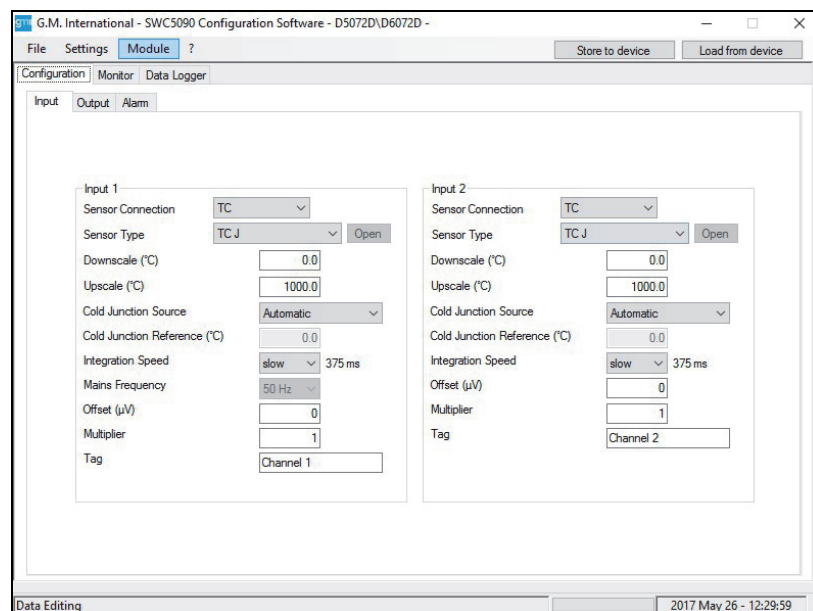 gmi G.M. International - SWC5090 Configuration Software - D5072D\D6072D -
File Settings Module ? Store to device Load from device
Configuration Monitor Data Logger
Input Output Alarm
Input 1
Sensor Connection TC
Sensor Type TC J Open
Downscale (°C) 0.0
Upscale (°C) 1000.0
Cold Junction Source Automatic
Cold Junction Reference (°C) 0.0
Integration Speed slow 375 ms
Mains Frequency 50 Hz
Offset (µV) 0
Multiplier 1
Tag Channel 1
Input 2
Sensor Connection TC
Sensor Type TC J Open
Downscale (°C) 0.0
Upscale (°C) 1000.0
Cold Junction Source Automatic
Cold Junction Reference (°C) 0.0
Integration Speed slow 375 ms
Offset (µV) 0
Multiplier 1
Tag Channel 2
Data Editing 2017 May 26 - 12:29:59